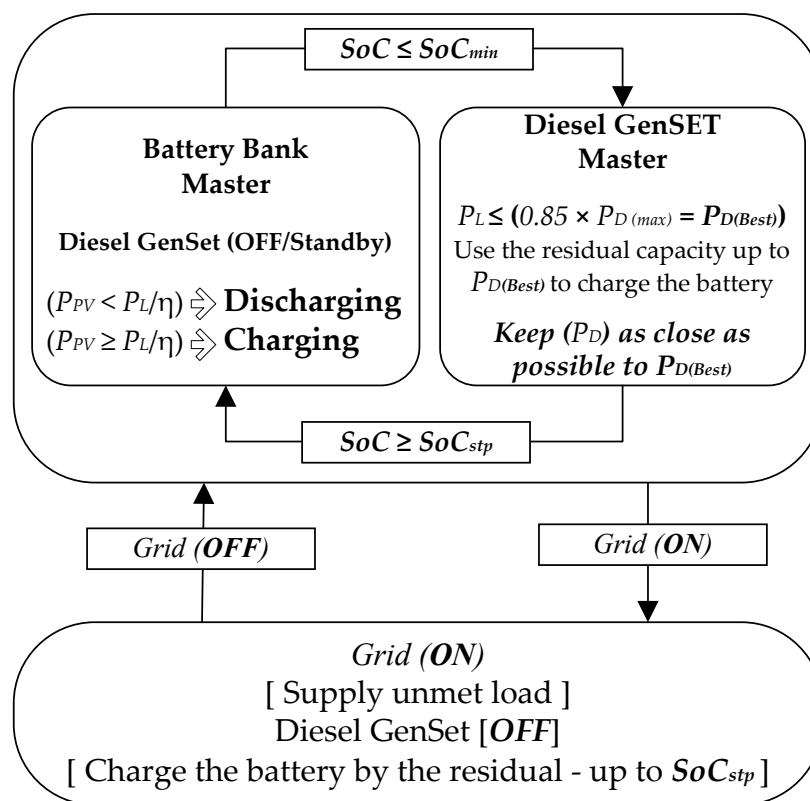 SoC ≤ SoCmin
Battery Bank
Master
Diesel GenSet (OFF/Standby)
(PPV < PL/η) ⇨ Discharging
(PPV ≥ PL/η) ⇨ Charging
Diesel GenSET
Master
PL ≤ (0.85 × PD (max) = PD(Best))
Use the residual capacity up to
PD(Best) to charge the battery
Keep (PD) as close as
possible to PD(Best)
SoC ≥ SoCstp
Grid (OFF)
Grid (ON)
Grid (ON)
[ Supply unmet load ]
Diesel GenSet [OFF]
[ Charge the battery by the residual - up to SoCstp ]